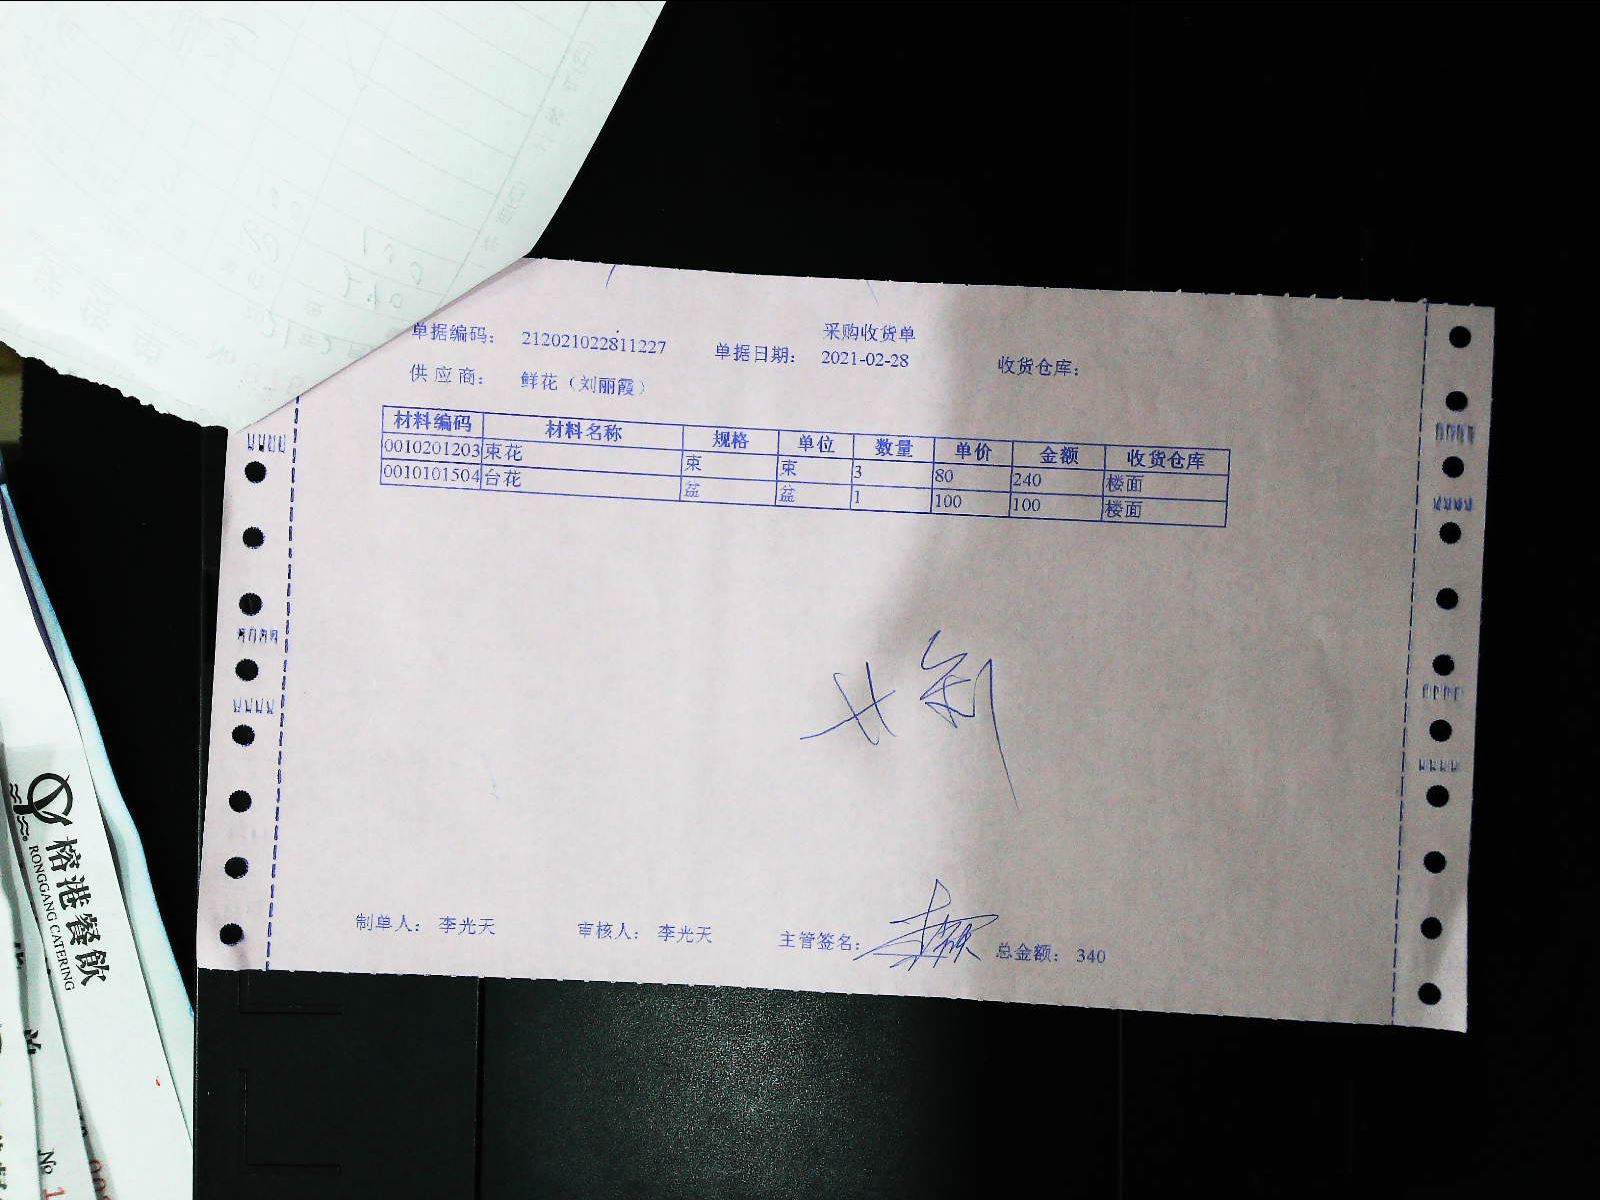 采购收货单
单据编码： 212021022811227 单据日期： 2021-02-28 收货仓库：
供应商： 鲜花（刘丽霞）
材料编码 材料名称 规格 单位 数量 单价 金额 收货仓库
0010201203 束花 束 束 3 80 240 楼面
0010101504 台花 盆 盆 1 100 100 楼面
制单人： 李光天 审核人： 李光天 主管签名： 总金额： 340
榕港餐飲
RONGGANG CATERING
№ 1